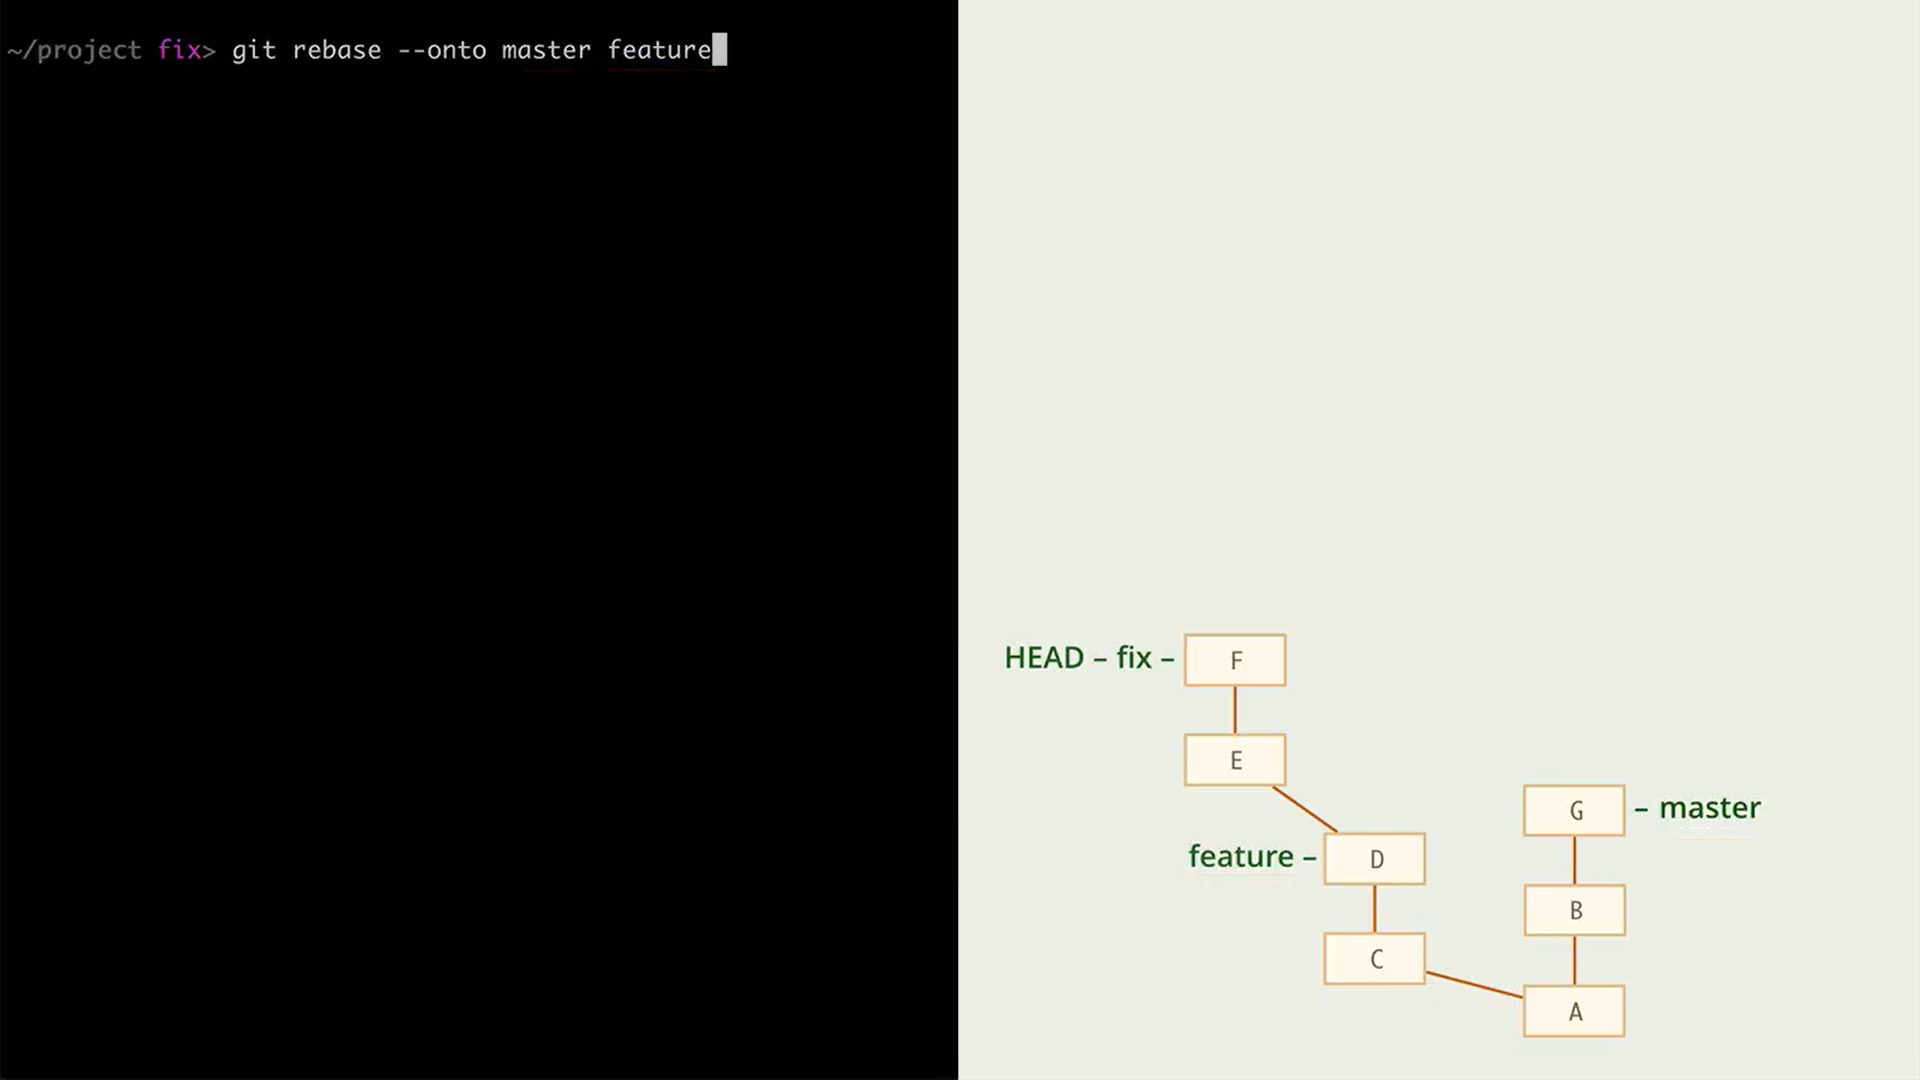 ~/project fix> git rebase --onto master feature
HEAD – fix – F
E
G – master
feature – D
B
C
A